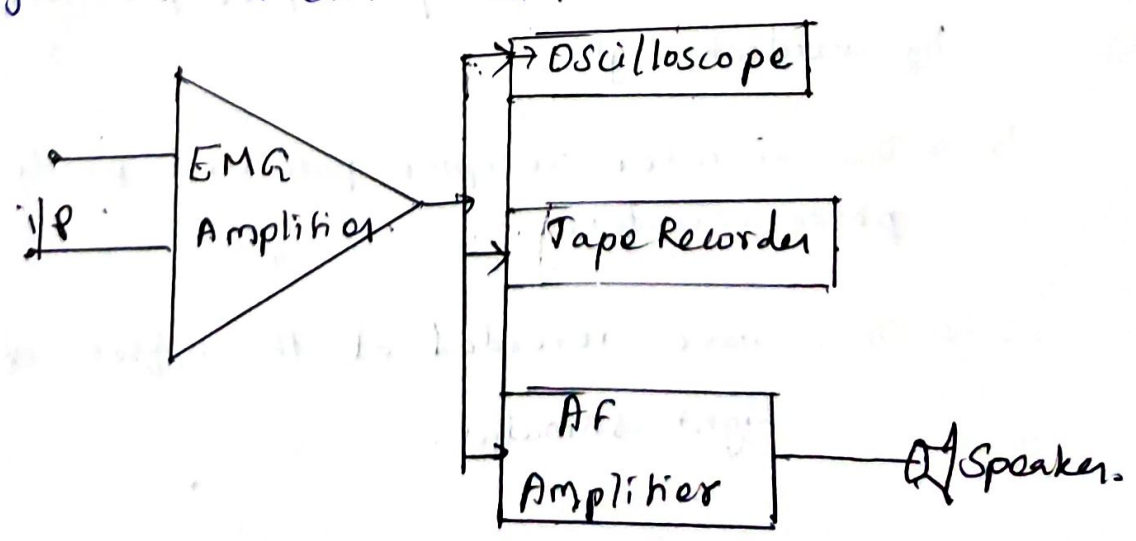 EMG
Amplifier
i/p
Oscilloscope
Tape Recorder
AF
Amplifier
Speaker.